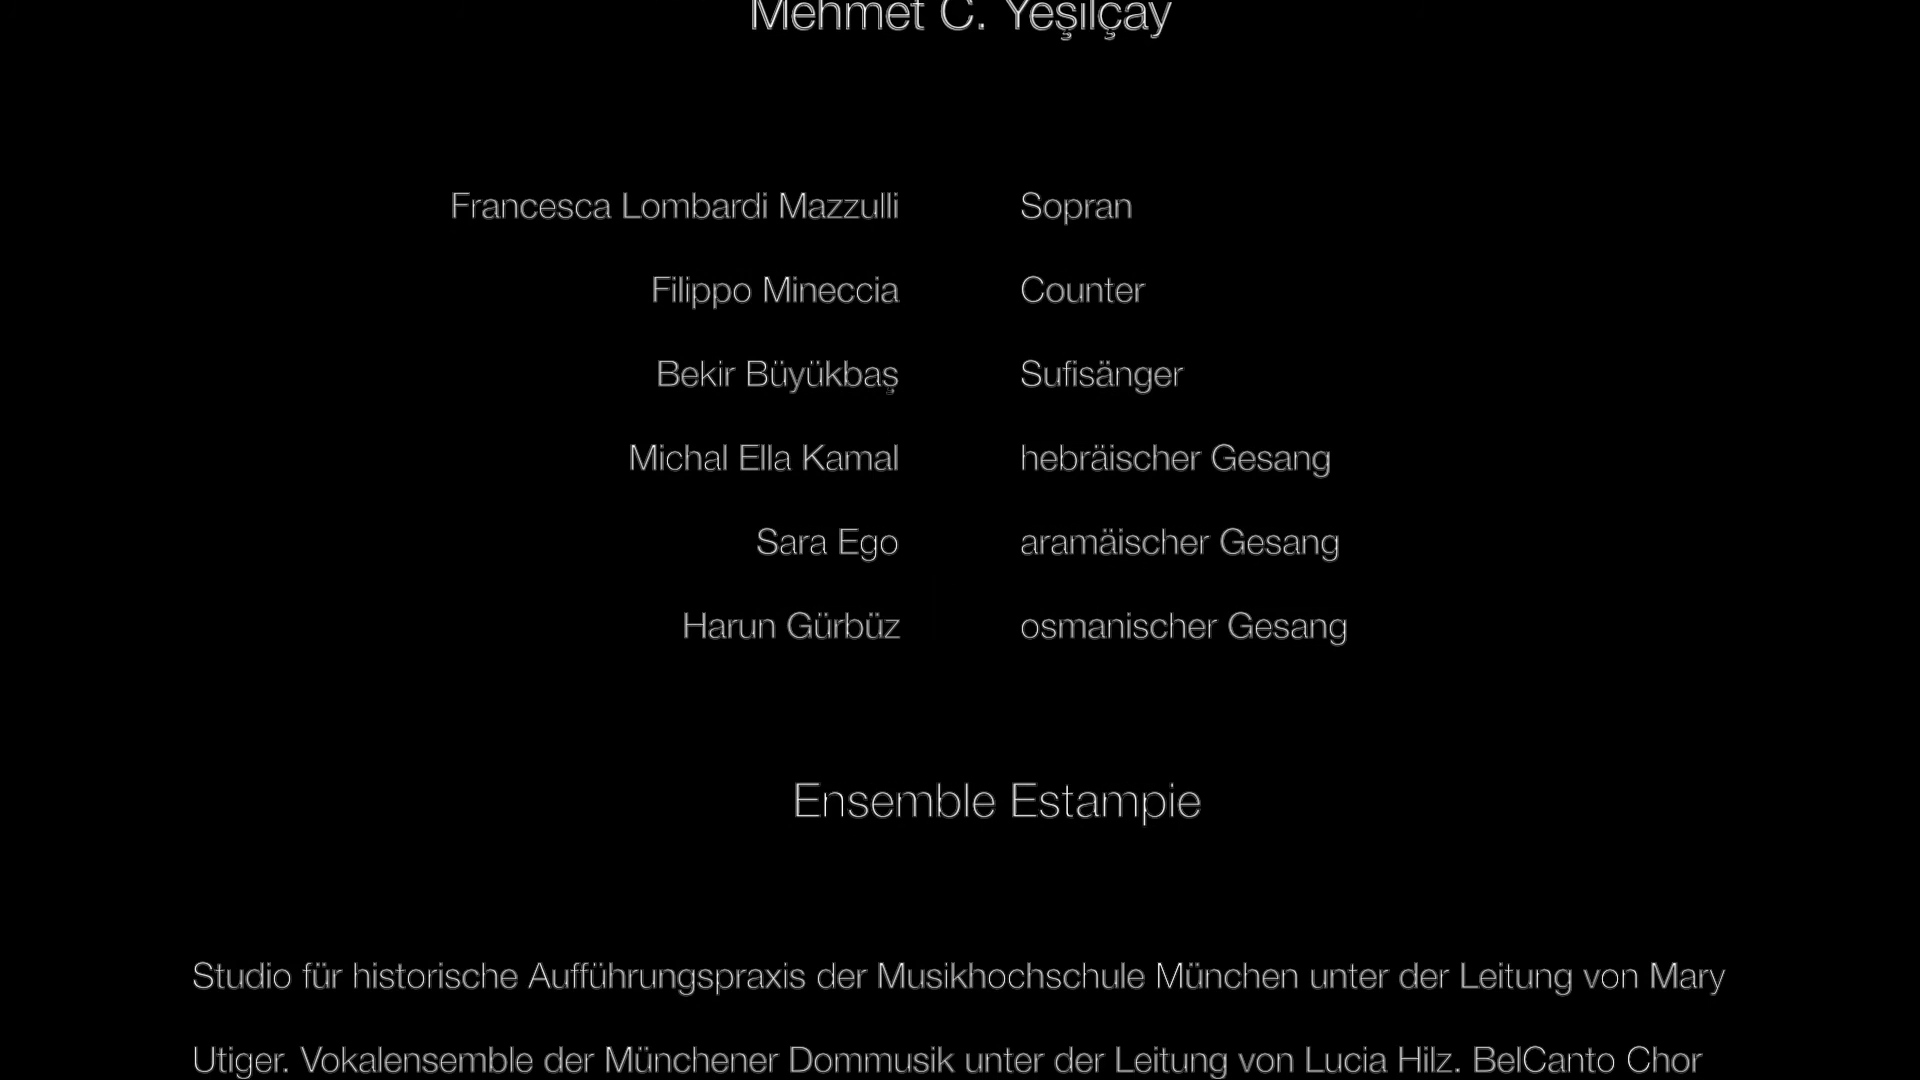 Mehmet C. Yeşilçay
Francesca Lombardi Mazzulli Sopran
Filippo Mineccia Counter
Bekir Büyükbaş Sufisänger
Michal Ella Kamal hebräischer Gesang
Sara Ego aramäischer Gesang
Harun Gürbüz osmanischer Gesang
Ensemble Estampie
Studio für historische Aufführungspraxis der Musikhochschule München unter der Leitung von Mary
Utiger. Vokalensemble der Münchener Dommusik unter der Leitung von Lucia Hilz. BelCanto Chor